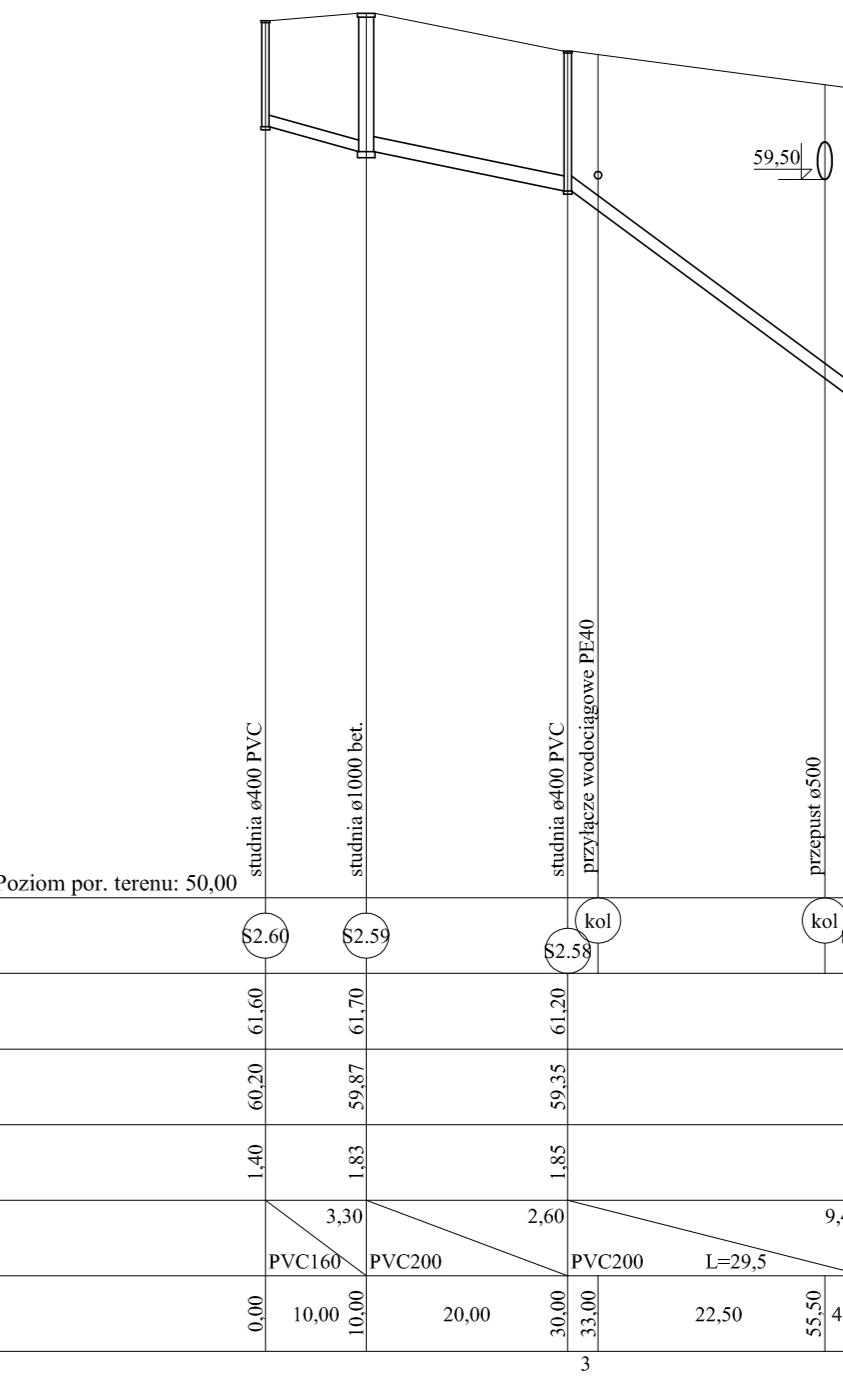 59,50
studnia ø400 PVC
studnia ø1000 bet.
studnia ø400 PVC
przyłącze wodociągowe PE40
przepust ø500
Poziom por. terenu: 50,00
S2.60
S2.59
S2.58
kol
kol
61,60
61,70
61,20
60,20
59,87
59,35
1,40
1,83
1,85
3,30
2,60
9,4
PVC160
PVC200
PVC200
L=29,5
0,00
10,00
10,00
20,00
30,00
33,00
22,50
55,50
4
3